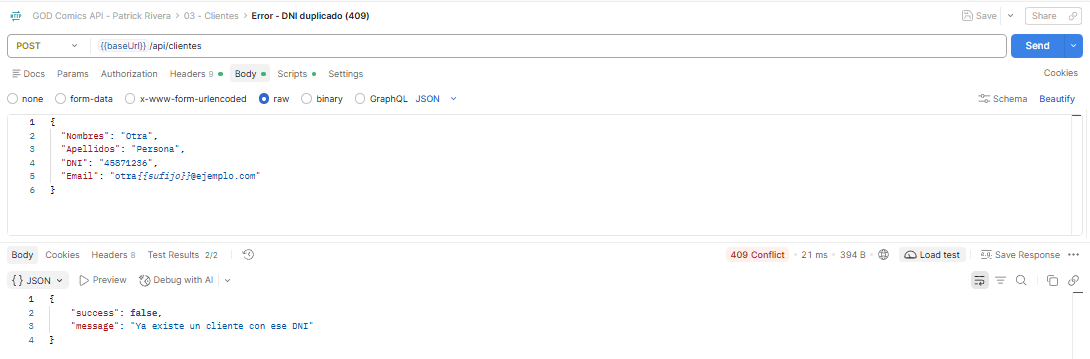 HTTP GOD Comics API - Patrick Rivera > 03 - Clientes > Error - DNI duplicado (409) Save Share
POST {{baseUrl}} /api/clientes Send
Docs Params Authorization Headers 9 Body Scripts Settings Cookies
none form-data x-www-form-urlencoded raw binary GraphQL JSON Schema Beautify
1 {
2 "Nombres": "Otra",
3 "Apellidos": "Persona",
4 "DNI": "45871236",
5 "Email": "otra{{sufijo}}@ejemplo.com"
6 }
Body Cookies Headers 8 Test Results 2/2 409 Conflict • 21 ms • 394 B • Load test Save Response •••
{} JSON Preview Debug with AI
1 {
2 "success": false,
3 "message": "Ya existe un cliente con ese DNI"
4 }